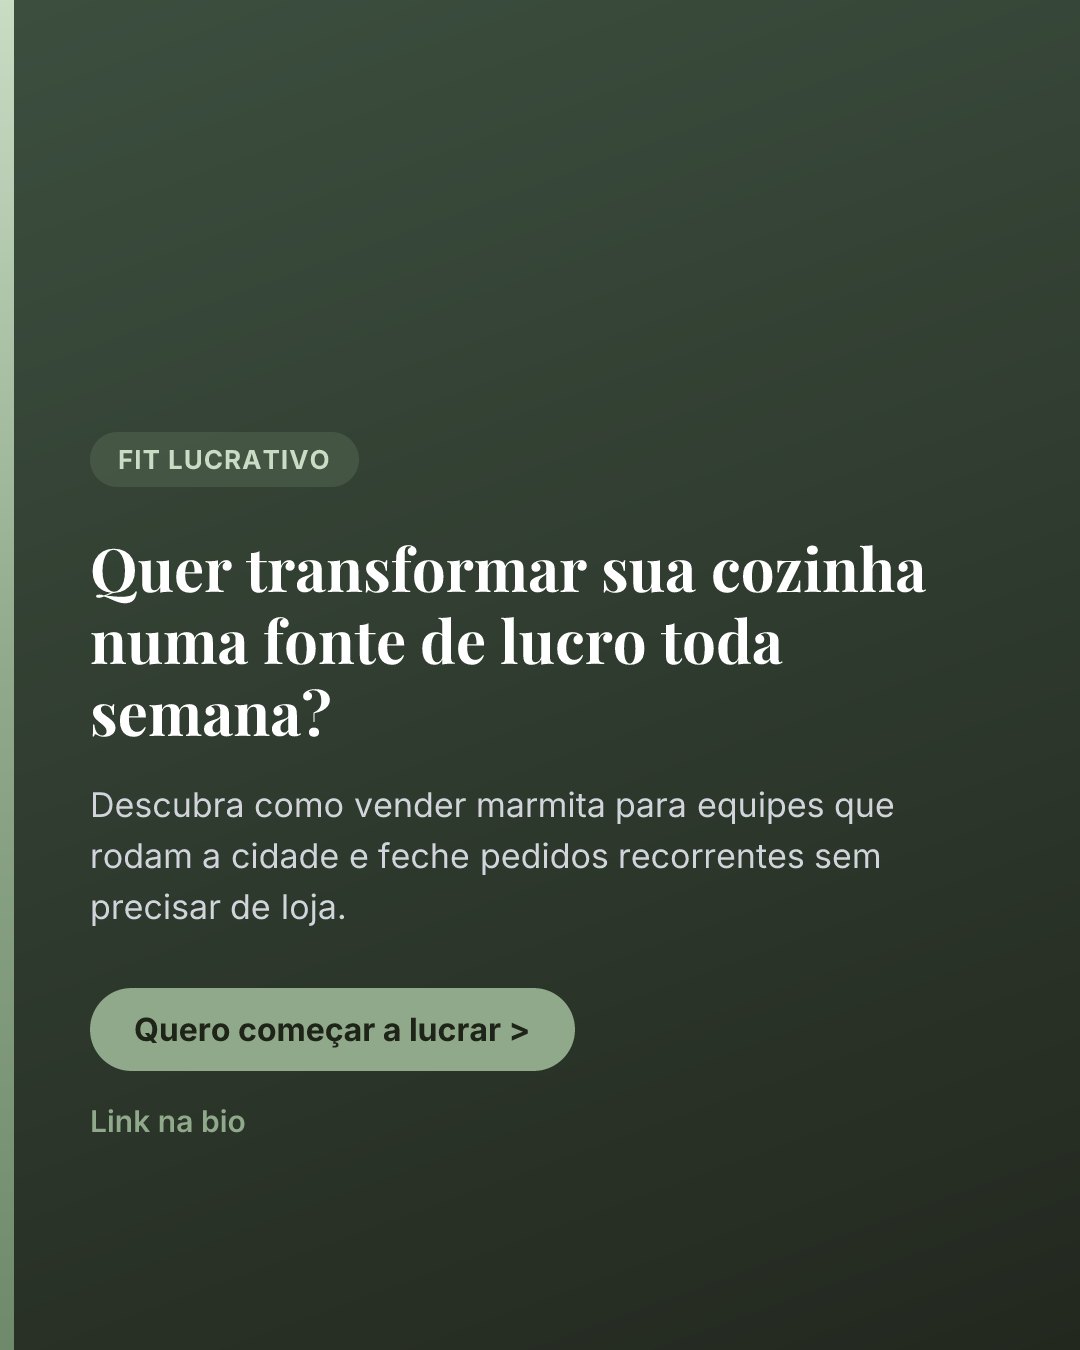 FIT LUCRATIVO
Quer transformar sua cozinha
numa fonte de lucro toda
semana?
Descubra como vender marmita para equipes que
rodam a cidade e feche pedidos recorrentes sem
precisar de loja.
Quero começar a lucrar >
Link na bio